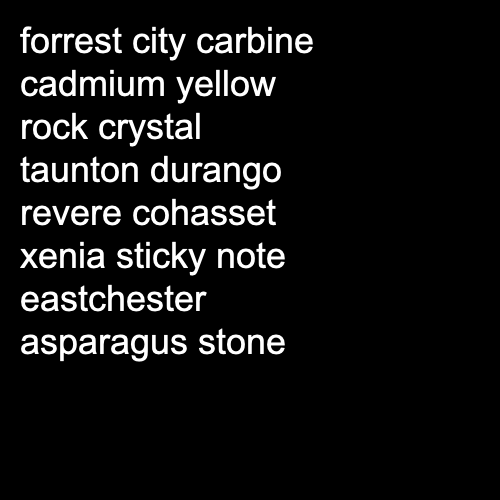 forrest city carbine
cadmium yellow
rock crystal
taunton durango
revere cohasset
xenia sticky note
eastchester
asparagus stone